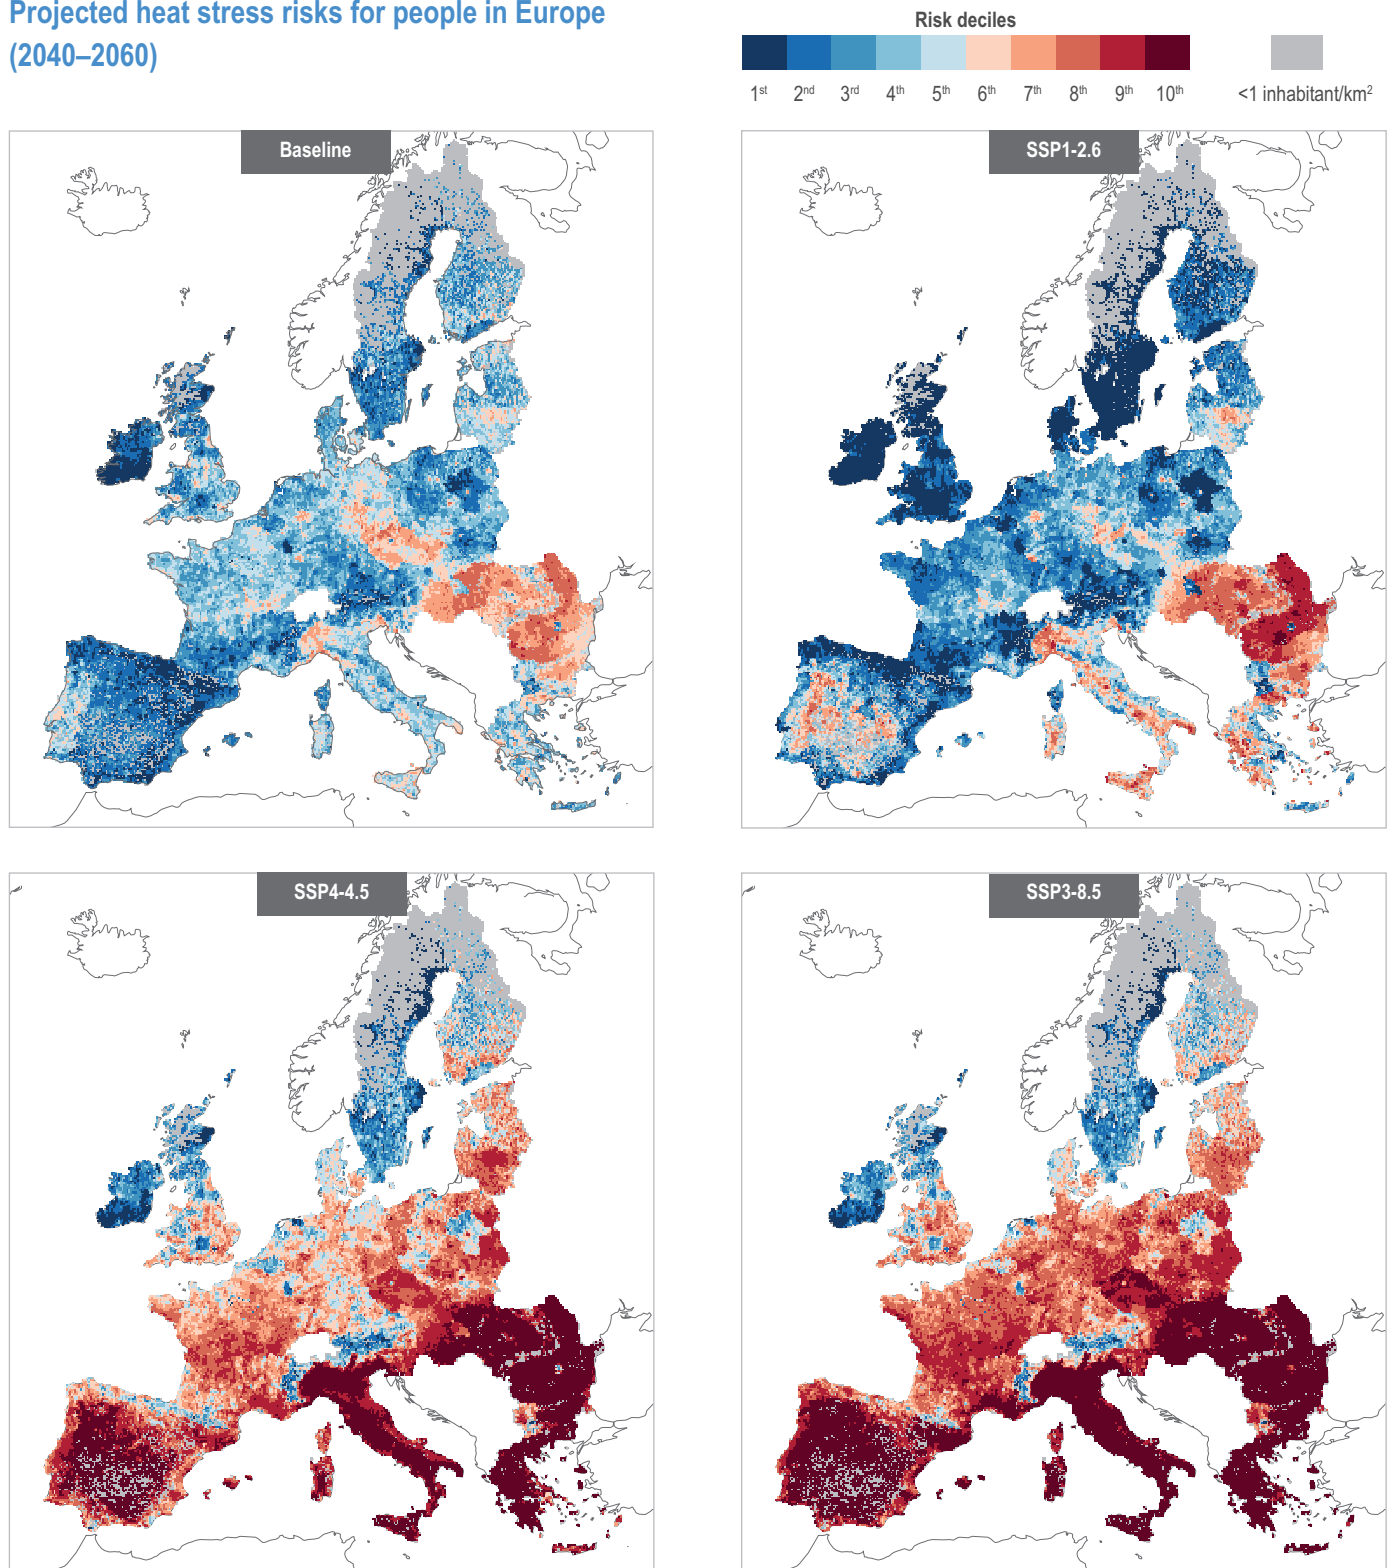 Projected heat stress risks for people in Europe
(2040–2060)
Risk deciles
1st 2nd 3rd 4th 5th 6th 7th 8th 9th 10th <1 inhabitant/km2
Baseline
SSP1-2.6
SSP4-4.5
SSP3-8.5